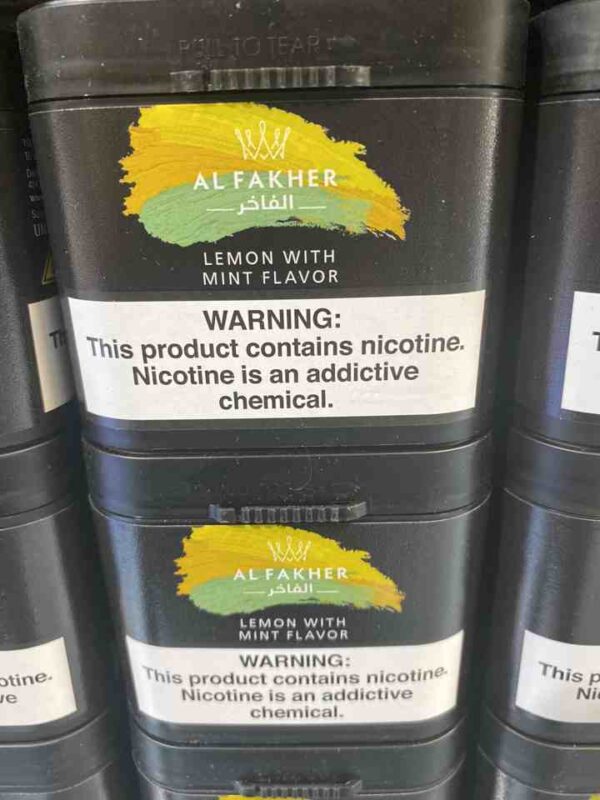 PULL TO TEAR
AL FAKHER
الفاخر
LEMON WITH
MINT FLAVOR
WARNING:
This product contains nicotine.
Nicotine is an addictive
chemical.
AL FAKHER
الفاخر
LEMON WITH
MINT FLAVOR
WARNING:
This product contains nicotine.
Nicotine is an addictive
chemical.
This